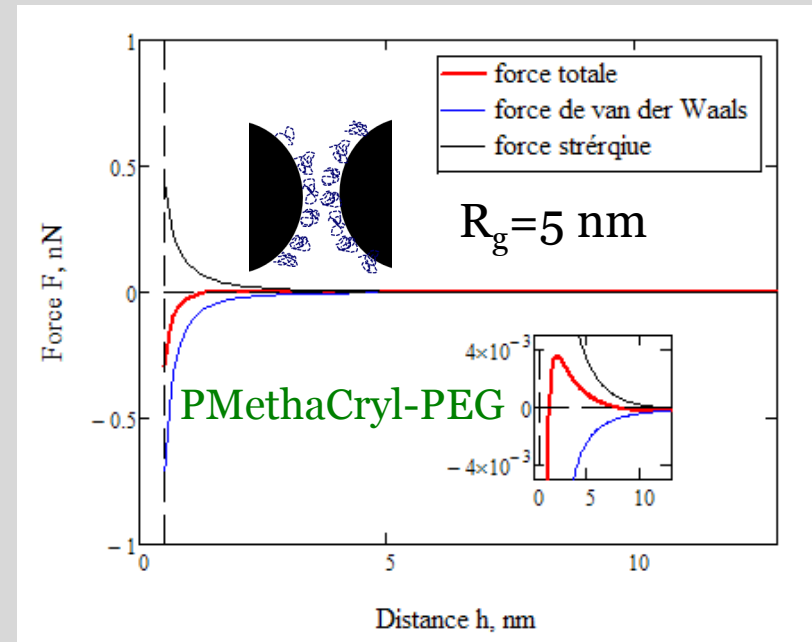 1
force totale
force de van der Waals
force strérqiue
0.5
R_g=5 nm
Force F, nN
0
4×10^-3
0
PMethaCryl-PEG
-0.5
-4×10^-3
0 5 10
-1
0 5 10
Distance h, nm